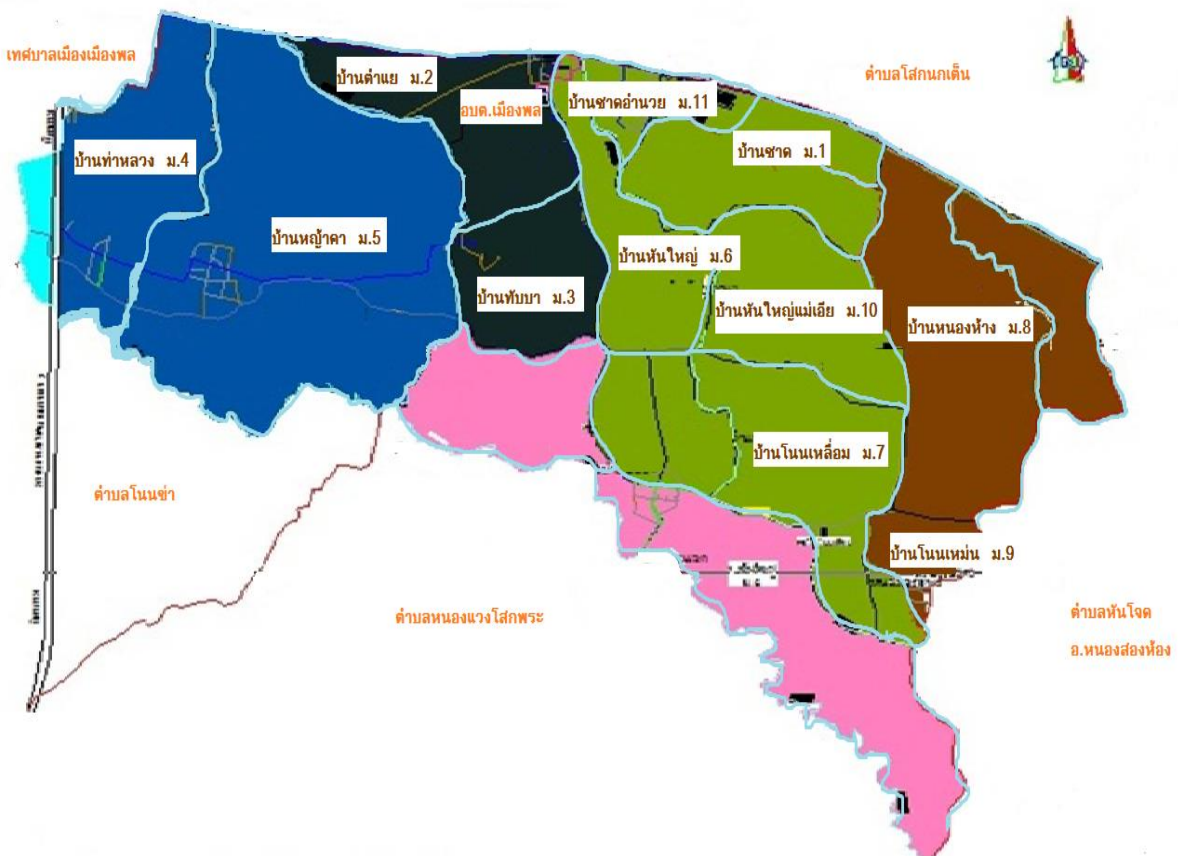 เทศบาลเมืองเมืองพล
ตำบลโสกนกเต็น
บ้านตำแย ม.2
อบต.เมืองพล
บ้านชาดอำนวย ม.11
บ้านชาด ม.1
บ้านท่าหลวง ม.4
บ้านหญ้าคา ม.5
บ้านหันใหญ่ ม.6
บ้านทับบา ม.3
บ้านหันใหญ่แม่เอีย ม.10
บ้านหนองห้าง ม.8
บ้านโนนเหลื่อม ม.7
ตำบลโนนข่า
บ้านโนนเหม่น ม.9
ตำบลหนองแวงโสกพระ
ตำบลหันโจด
อ.หนองสองห้อง